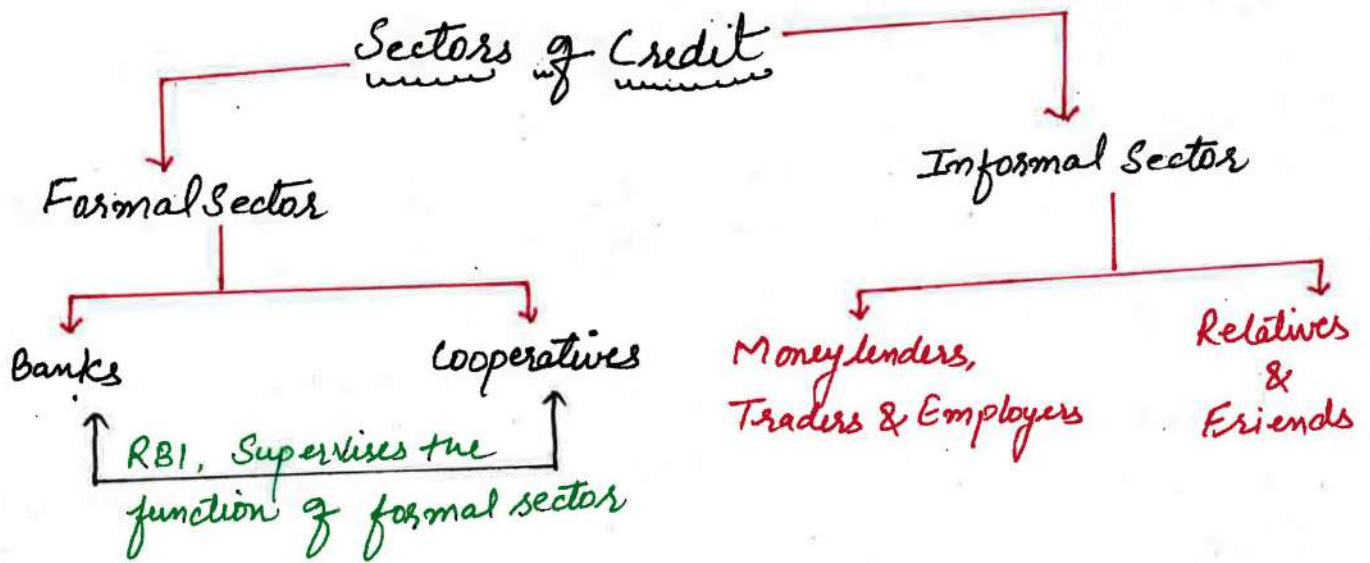 Sectors of Credit
Formal Sector
Informal Sector
Banks
Cooperatives
Moneylenders,
Traders & Employers
Relatives
&
Friends
RBI, Supervises the
function of formal sector